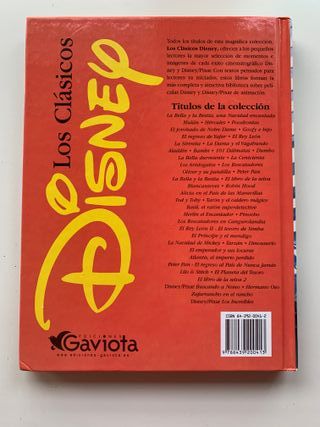 Los Clásicos
Disney
Todos los títulos de esta magnífica colección,
Los Clásicos Disney, ofrecen a los pequeños
lectores la mayor selección de momentos e
imágenes de cada éxito cinematográfico Dis-
ney y Disney/Pixar. Con textos pensados para
lectores ya iniciados, estos libros forman la
más completa y atractiva biblioteca sobre pelí-
culas Disney y Disney/Pixar de animación.
Títulos de la colección
La Bella y la Bestia, una Navidad encantada
Mulán • Hércules • Pocahontas
El Jorobado de Notre Dame • Goofy e hijo
El regreso de Yafar • El Rey León
La Sirenita • La Dama y el Vagabundo
Aladdín • Bambi • 101 Dálmatas • Dumbo
La Bella durmiente • La Cenicienta
Los Aristogatos • Los Rescatadores
Oliver y su pandilla • Peter Pan
La Bella y la Bestia • El libro de la selva
Blancanieves • Robin Hood
Alicia en el País de las Maravillas
Tod y Toby • Tarón y el caldero mágico
Basil, el ratón superdetective
Merlín el Encantador • Pinocho
Los Rescatadores en Cangurolandia
El Rey León II - El tesoro de Simba
El Príncipe y el mendigo
La Navidad de Mickey • Tarzán • Dinosaurio
El emperador y sus locuras
Atlantis, el imperio perdido
Peter Pan - El regreso al País de Nunca Jamás
Lilo & Stitch • El Planeta del Tesoro
El libro de la selva 2
Disney/Pixar Buscando a Nemo • Hermano Oso
Zafarrancho en el rancho
Disney/Pixar Los Increíbles
EDICIONES
Gaviota
www.ediciones-gaviota.es
ISBN 84-392-0041-2
9788439200413